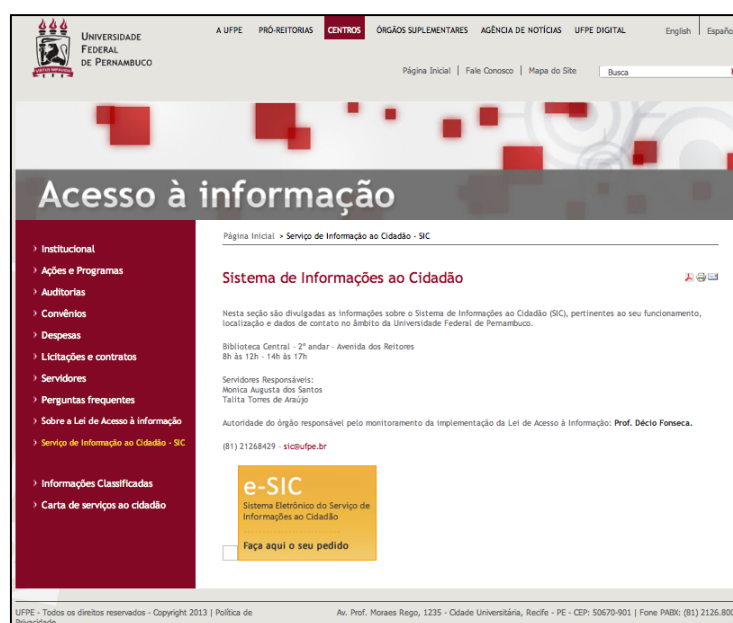 UNIVERSIDADE
FEDERAL
DE PERNAMBUCO
A UFPE PRÓ-REITORIAS CENTROS ÓRGÃOS SUPLEMENTARES AGÊNCIA DE NOTÍCIAS UFPE DIGITAL English | Españo
Página Inicial | Fale Conosco | Mapa do Site Busca
Acesso à informação
Página Inicial > Serviço de Informação ao Cidadão - SIC
› Institucional
› Ações e Programas
› Auditorias
› Convênios
› Despesas
› Licitações e contratos
› Servidores
› Perguntas frequentes
› Sobre a Lei de Acesso à informação
› Serviço de Informação ao Cidadão - SIC
› Informações Classificadas
› Carta de serviços ao cidadão
Sistema de Informações ao Cidadão
Nesta seção são divulgadas as informações sobre o Sistema de Informações ao Cidadão (SIC), pertinentes ao seu funcionamento,
localização e dados de contato no âmbito da Universidade Federal de Pernambuco.
Biblioteca Central - 2º andar - Avenida dos Reitores
8h às 12h - 14h às 17h
Servidores Responsáveis:
Monica Augusta dos Santos
Talita Torres de Araújo
Autoridade do órgão responsável pelo monitoramento da implementação da Lei de Acesso à Informação: Prof. Décio Fonseca.
(81) 21268429 - sic@ufpe.br
e-SIC
Sistema Eletrônico do Serviço de
Informações ao Cidadão
Faça aqui o seu pedido
UFPE - Todos os direitos reservados - Copyright 2013 | Política de
Privacidade
Av. Prof. Moraes Rego, 1235 - Cidade Universitária, Recife - PE - CEP: 50670-901 | Fone PABX: (81) 2126.800